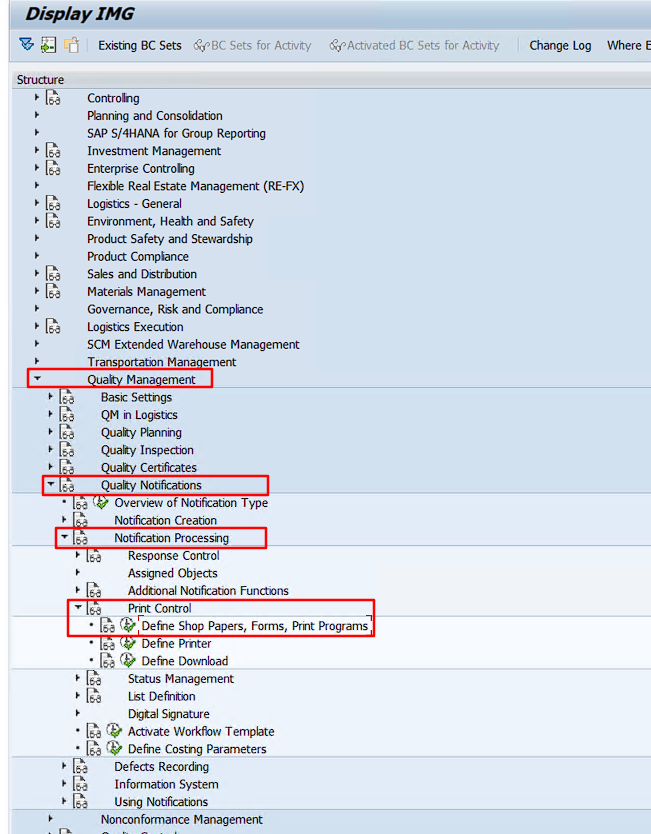 Display IMG
Existing BC Sets BC Sets for Activity Activated BC Sets for Activity Change Log Where E
Structure
Controlling
Planning and Consolidation
SAP S/4HANA for Group Reporting
Investment Management
Enterprise Controlling
Flexible Real Estate Management (RE-FX)
Logistics - General
Environment, Health and Safety
Product Safety and Stewardship
Product Compliance
Sales and Distribution
Materials Management
Governance, Risk and Compliance
Logistics Execution
SCM Extended Warehouse Management
Transportation Management
Quality Management
Basic Settings
QM in Logistics
Quality Planning
Quality Inspection
Quality Certificates
Quality Notifications
Overview of Notification Type
Notification Creation
Notification Processing
Response Control
Assigned Objects
Additional Notification Functions
Print Control
Define Shop Papers, Forms, Print Programs
Define Printer
Define Download
Status Management
List Definition
Digital Signature
Activate Workflow Template
Define Costing Parameters
Defects Recording
Information System
Using Notifications
Nonconformance Management